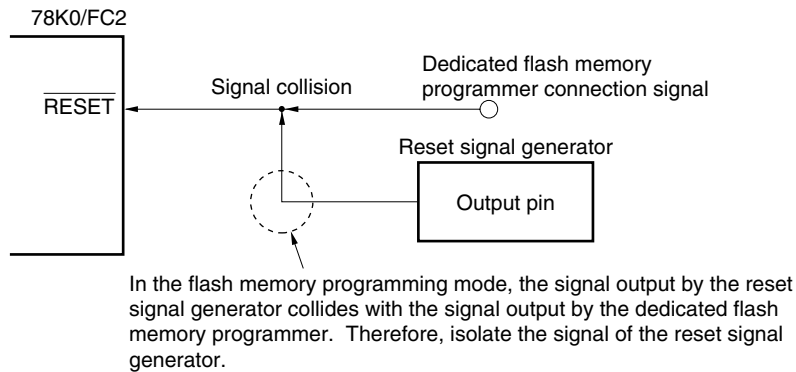 78K0/FC2
Signal collision
Dedicated flash memory
programmer connection signal
RESET
Reset signal generator
Output pin
In the flash memory programming mode, the signal output by the reset
signal generator collides with the signal output by the dedicated flash
memory programmer. Therefore, isolate the signal of the reset signal
generator.